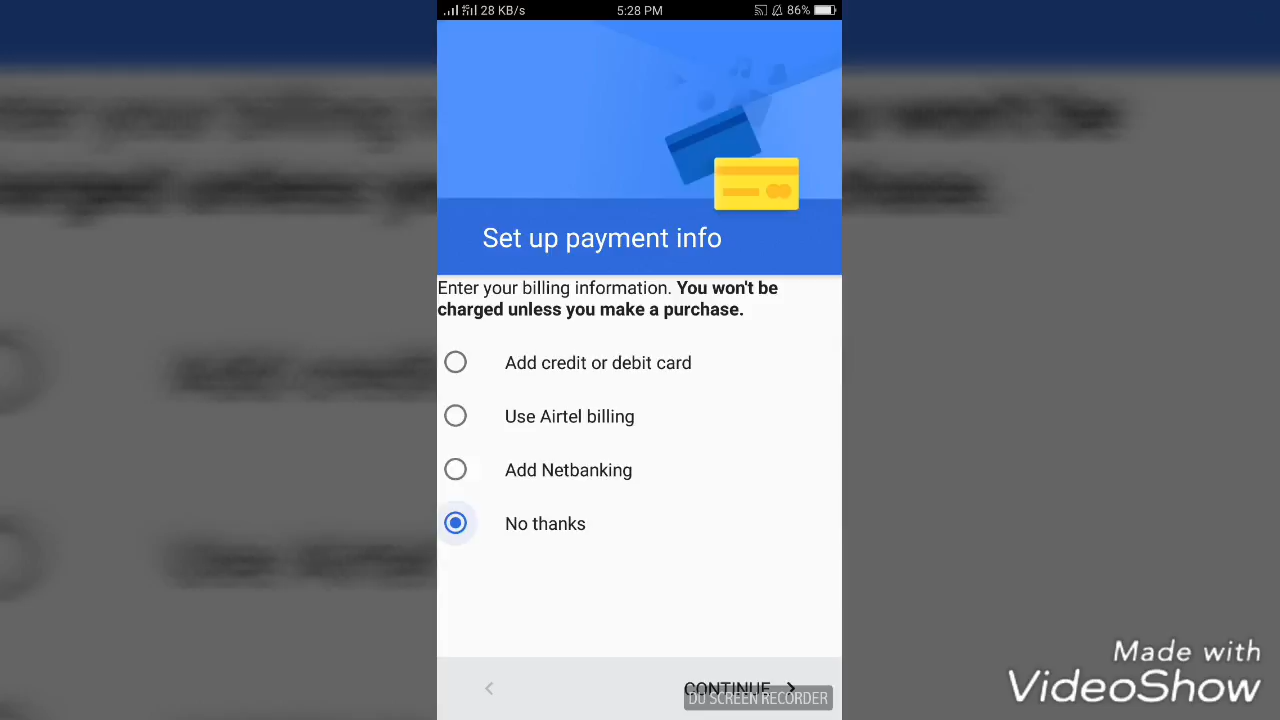 28 KB/s 5:28 PM 86%
Set up payment info
Enter your billing information. You won't be
charged unless you make a purchase.
Add credit or debit card
Use Airtel billing
Add Netbanking
No thanks
CONTINUE
DU SCREEN RECORDER
Made with
VideoShow